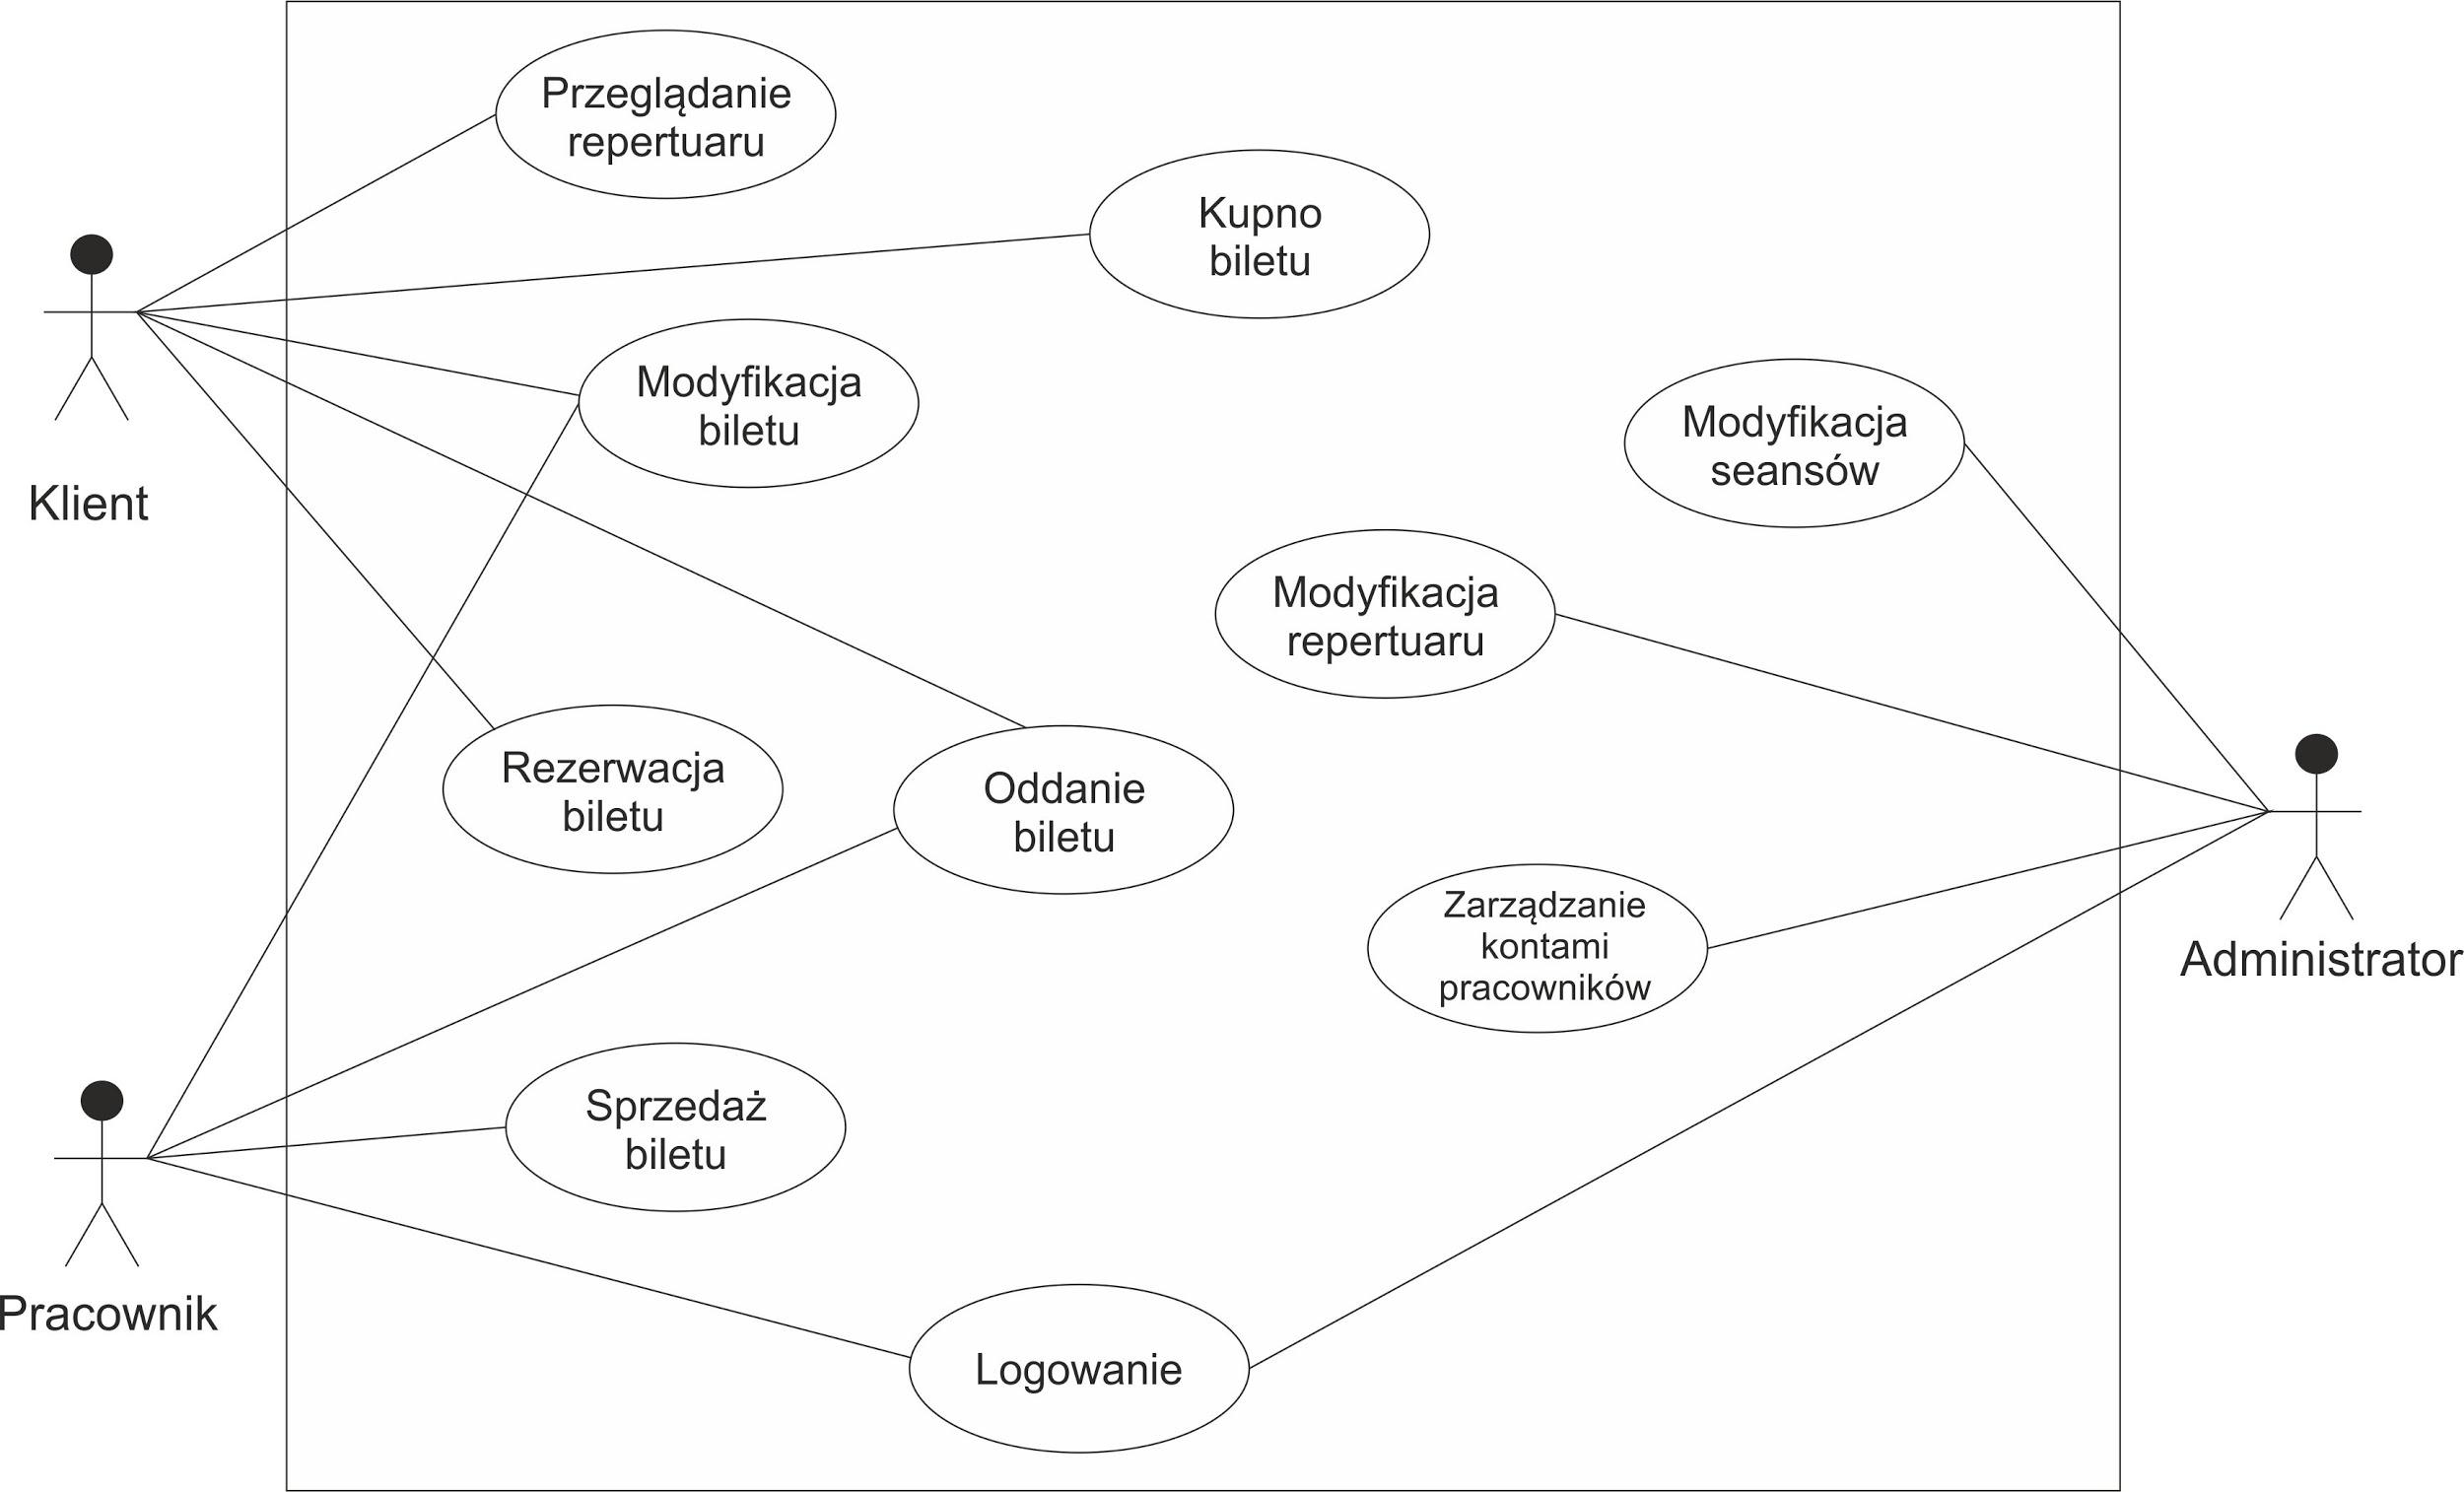 Przeglądanie
repertuaru
Kupno
biletu
Modyfikacja
biletu
Modyfikacja
seansów
Klient
Modyfikacja
repertuaru
Rezerwacja
biletu
Oddanie
biletu
Zarządzanie
kontami
pracowników
Administrator
Sprzedaż
biletu
Pracownik
Logowanie